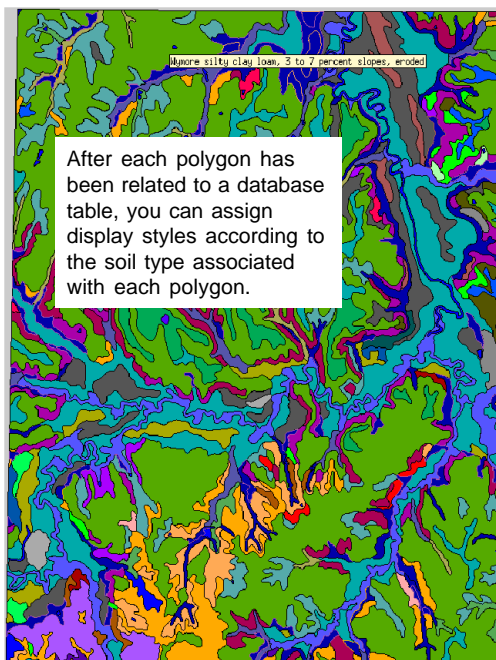 Wymore silty clay loam, 3 to 7 percent slopes, eroded
After each polygon has
been related to a database
table, you can assign
display styles according to
the soil type associated
with each polygon.